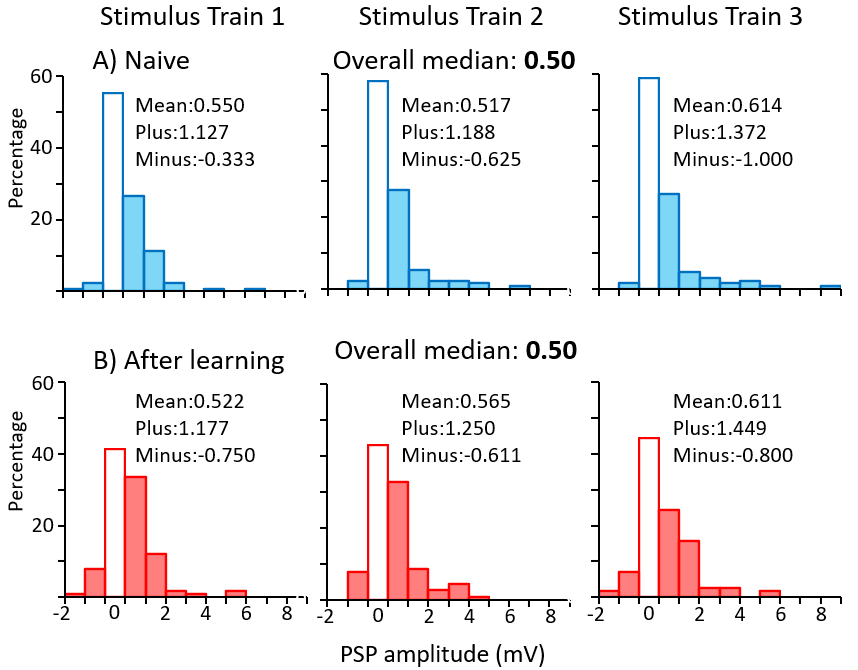 Stimulus Train 1 Stimulus Train 2 Stimulus Train 3
A) Naive Overall median: 0.50
Percentage
60
40
20
Mean:0.550
Plus:1.127
Minus:-0.333
Mean:0.517
Plus:1.188
Minus:-0.625
Mean:0.614
Plus:1.372
Minus:-1.000
B) After learning Overall median: 0.50
Percentage
60
40
20
Mean:0.522
Plus:1.177
Minus:-0.750
Mean:0.565
Plus:1.250
Minus:-0.611
Mean:0.611
Plus:1.449
Minus:-0.800
-2 0 2 4 6 8 -2 0 2 4 6 8 -2 0 2 4 6 8
PSP amplitude (mV)